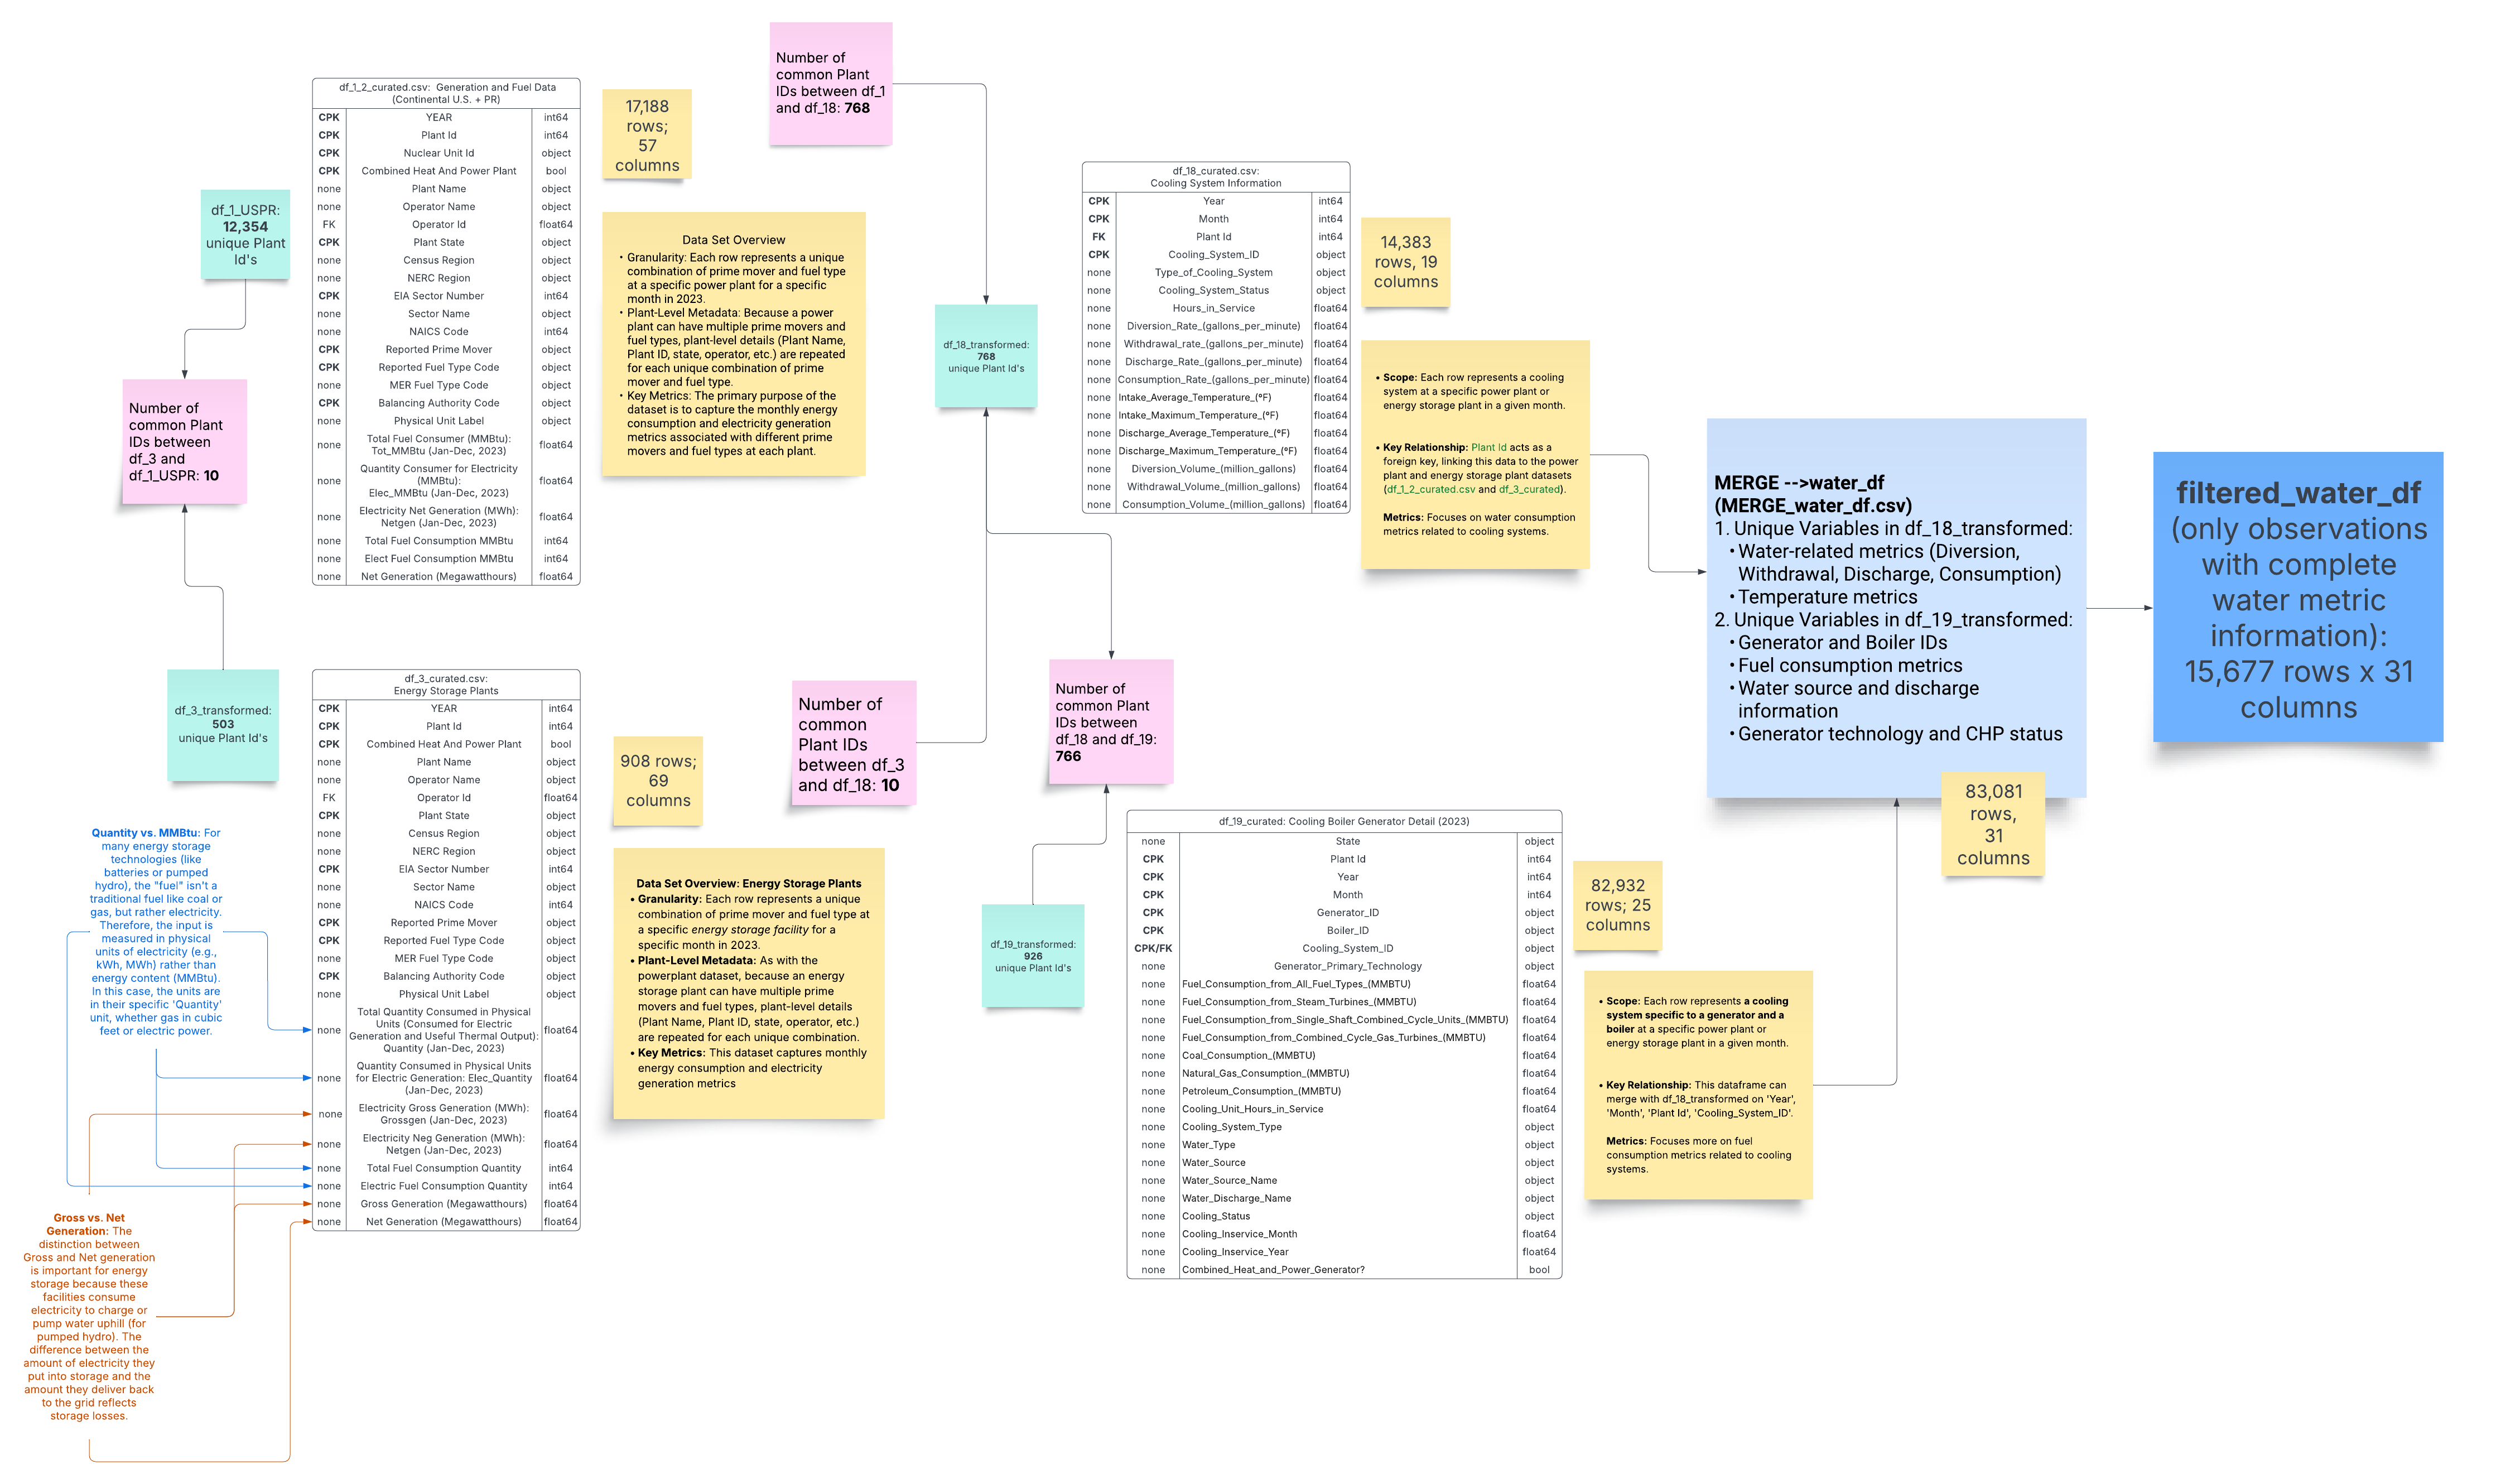 Number of
common Plant
IDs between df_1
and df_18: 768
df_1_2_curated.csv:  Generation and Fuel Data
(Continental U.S. + PR)
CPK YEAR int64
CPK Plant Id int64
CPK Nuclear Unit Id object
CPK Combined Heat And Power Plant bool
none Plant Name object
none Operator Name object
FK Operator Id float64
CPK Plant State object
none Census Region object
none NERC Region object
CPK EIA Sector Number int64
none Sector Name object
none NAICS Code int64
CPK Reported Prime Mover object
CPK Reported Fuel Type Code object
none MER Fuel Type Code object
CPK Balancing Authority Code object
none Physical Unit Label object
none Total Fuel Consumer (MMBtu):
Tot_MMBtu (Jan-Dec, 2023) float64
none Quantity Consumer for Electricity
(MMBtu):
Elec_MMBtu (Jan-Dec, 2023) float64
none Electricity Net Generation (MWh):
Netgen (Jan-Dec, 2023) float64
none Total Fuel Consumption MMBtu int64
none Elect Fuel Consumption MMBtu int64
none Net Generation (Megawatthours) float64
17,188
rows;
57
columns
df_1_USPR:
12,354
unique Plant
Id's
Data Set Overview
• Granularity: Each row represents a unique
combination of prime mover and fuel type
at a specific power plant for a specific
month in 2023.
• Plant-Level Metadata: Because a power
plant can have multiple prime movers and
fuel types, plant-level details (Plant Name,
Plant ID, state, operator, etc.) are repeated
for each unique combination of prime
mover and fuel type.
• Key Metrics: The primary purpose of the
dataset is to capture the monthly energy
consumption and electricity generation
metrics associated with different prime
movers and fuel types at each plant.
Number of
common Plant
IDs between
df_3 and
df_1_USPR: 10
df_18_curated.csv:
Cooling System Information
CPK Year int64
CPK Month int64
FK Plant Id int64
CPK Cooling_System_ID object
none Type_of_Cooling_System object
none Cooling_System_Status object
none Hours_in_Service float64
none Diversion_Rate_(gallons_per_minute) float64
none Withdrawal_rate_(gallons_per_minute) float64
none Discharge_Rate_(gallons_per_minute) float64
none Consumption_Rate_(gallons_per_minute) float64
none Intake_Average_Temperature_(ºF) float64
none Intake_Maximum_Temperature_(ºF) float64
none Discharge_Average_Temperature_(ºF) float64
none Discharge_Maximum_Temperature_(ºF) float64
none Diversion_Volume_(million_gallons) float64
none Withdrawal_Volume_(million_gallons) float64
none Consumption_Volume_(million_gallons) float64
14,383
rows, 19
columns
df_18_transformed:
768
unique Plant Id's
• Scope: Each row represents a cooling
system at a specific power plant or
energy storage plant in a given month.
• Key Relationship: Plant Id acts as a
foreign key, linking this data to the power
plant and energy storage plant datasets
(df_1_2_curated.csv and df_3_curated).
Metrics: Focuses on water consumption
metrics related to cooling systems.
MERGE -->water_df
(MERGE_water_df.csv)
1. Unique Variables in df_18_transformed:
• Water-related metrics (Diversion,
Withdrawal, Discharge, Consumption)
• Temperature metrics
2. Unique Variables in df_19_transformed:
• Generator and Boiler IDs
• Fuel consumption metrics
• Water source and discharge
information
• Generator technology and CHP status
83,081
rows,
31
columns
filtered_water_df
(only observations
with complete
water metric
information):
15,677 rows x 31
columns
df_3_transformed:
503
unique Plant Id's
df_3_curated.csv:
Energy Storage Plants
CPK YEAR int64
CPK Plant Id int64
CPK Combined Heat And Power Plant bool
none Plant Name object
none Operator Name object
FK Operator Id float64
CPK Plant State object
none Census Region object
none NERC Region object
CPK EIA Sector Number int64
none Sector Name object
none NAICS Code int64
CPK Reported Prime Mover object
CPK Reported Fuel Type Code object
none MER Fuel Type Code object
CPK Balancing Authority Code object
none Physical Unit Label object
none Total Quantity Consumed in Physical
Units (Consumed for Electric
Generation and Useful Thermal Output):
Quantity (Jan-Dec, 2023) float64
none Quantity Consumed in Physical Units
for Electric Generation: Elec_Quantity
(Jan-Dec, 2023) float64
none Electricity Gross Generation (MWh):
Grossgen (Jan-Dec, 2023) float64
none Electricity Neg Generation (MWh):
Netgen (Jan-Dec, 2023) float64
none Total Fuel Consumption Quantity int64
none Electric Fuel Consumption Quantity int64
none Gross Generation (Megawatthours) float64
none Net Generation (Megawatthours) float64
908 rows;
69
columns
Data Set Overview: Energy Storage Plants
• Granularity: Each row represents a unique
combination of prime mover and fuel type at
a specific energy storage facility for a
specific month in 2023.
• Plant-Level Metadata: As with the
powerplant dataset, because an energy
storage plant can have multiple prime
movers and fuel types, plant-level details
(Plant Name, Plant ID, state, operator, etc.)
are repeated for each unique combination.
• Key Metrics: This dataset captures monthly
energy consumption and electricity
generation metrics
Quantity vs. MMBtu: For
many energy storage
technologies (like
batteries or pumped
hydro), the "fuel" isn't a
traditional fuel like coal or
gas, but rather electricity.
Therefore, the input is
measured in physical
units of electricity (e.g.,
kWh, MWh) rather than
energy content (MMBtu).
In this case, the units are
in their specific 'Quantity'
unit, whether gas in cubic
feet or electric power.
Gross vs. Net
Generation: The
distinction between
Gross and Net generation
is important for energy
storage because these
facilities consume
electricity to charge or
pump water uphill (for
pumped hydro). The
difference between the
amount of electricity they
put into storage and the
amount they deliver back
to the grid reflects
storage losses.
Number of
common
Plant IDs
between df_3
and df_18: 10
Number of
common Plant
IDs between
df_18 and df_19:
766
df_19_transformed:
926
unique Plant Id's
df_19_curated: Cooling Boiler Generator Detail (2023)
none State object
CPK Plant Id int64
CPK Year int64
CPK Month int64
CPK Generator_ID object
CPK Boiler_ID object
CPK/FK Cooling_System_ID object
none Generator_Primary_Technology object
none Fuel_Consumption_from_All_Fuel_Types_(MMBTU) float64
none Fuel_Consumption_from_Steam_Turbines_(MMBTU) float64
none Fuel_Consumption_from_Single_Shaft_Combined_Cycle_Units_(MMBTU) float64
none Fuel_Consumption_from_Combined_Cycle_Gas_Turbines_(MMBTU) float64
none Coal_Consumption_(MMBTU) float64
none Natural_Gas_Consumption_(MMBTU) float64
none Petroleum_Consumption_(MMBTU) float64
none Cooling_Unit_Hours_in_Service float64
none Cooling_System_Type object
none Water_Type object
none Water_Source object
none Water_Source_Name object
none Water_Discharge_Name object
none Cooling_Status object
none Cooling_Inservice_Month float64
none Cooling_Inservice_Year float64
none Combined_Heat_and_Power_Generator? bool
82,932
rows; 25
columns
• Scope: Each row represents a cooling
system specific to a generator and a
boiler at a specific power plant or
energy storage plant in a given month.
• Key Relationship: This dataframe can
merge with df_18_transformed on 'Year',
'Month', 'Plant Id', 'Cooling_System_ID'.
Metrics: Focuses more on fuel
consumption metrics related to cooling
systems.